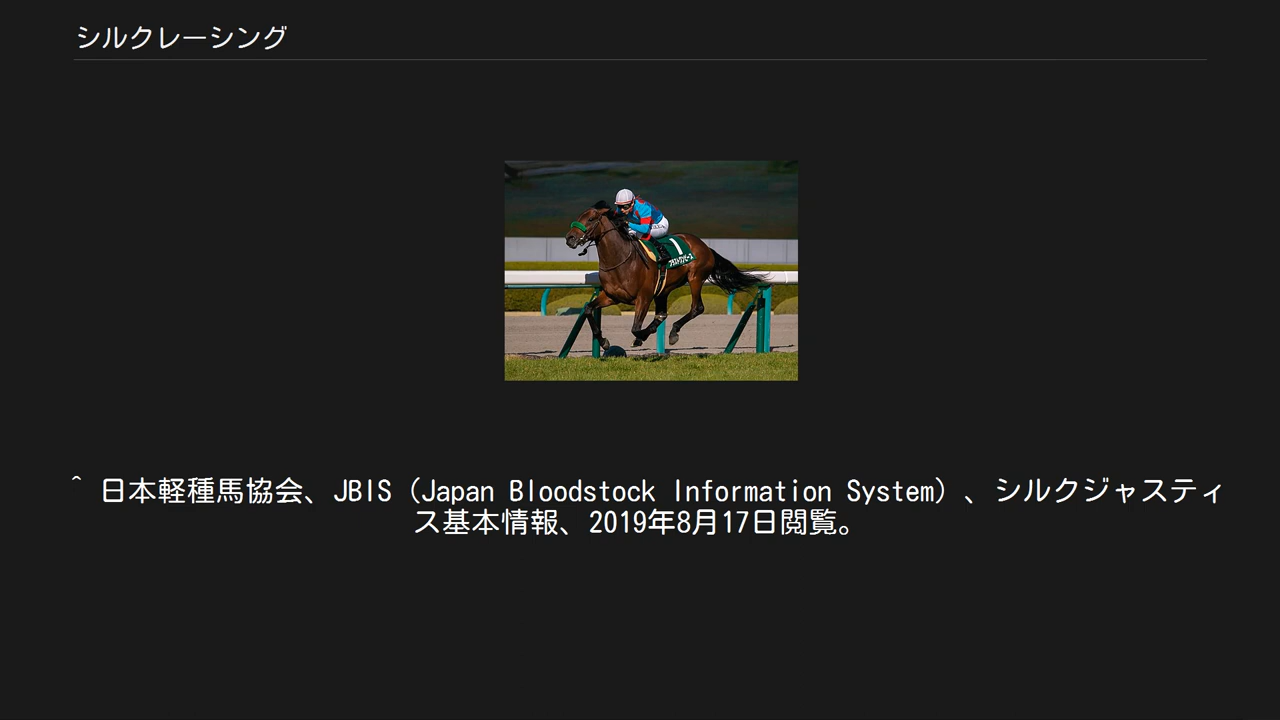 シルクレーシング
1
^ 日本軽種馬協会、JBIS（Japan Bloodstock Information System）、シルクジャスティ
ス基本情報、2019年8月17日閲覧。